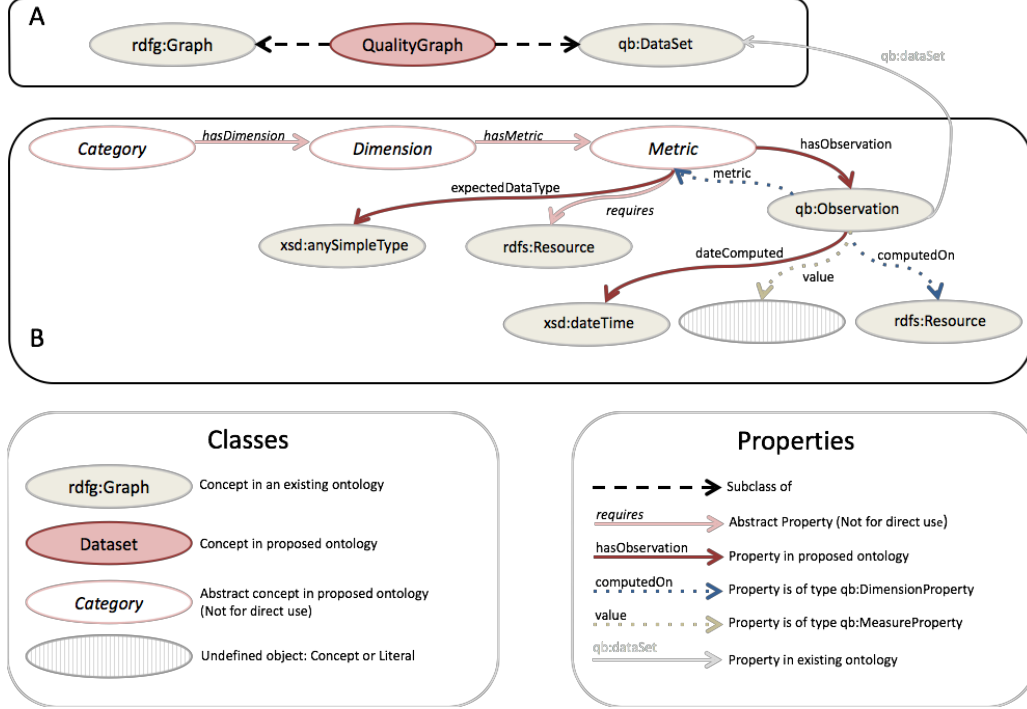 A
rdfg:Graph
QualityGraph
qb:DataSet
qb:dataSet
Category
hasDimension
Dimension
hasMetric
Metric
hasObservation
metric
expectedDataType
requires
qb:Observation
xsd:anySimpleType
rdfs:Resource
dateComputed
value
computedOn
xsd:dateTime
rdfs:Resource
B
Classes
rdfg:Graph
Concept in an existing ontology
Dataset
Concept in proposed ontology
Category
Abstract concept in proposed ontology
(Not for direct use)
Undefined object: Concept or Literal
Properties
Subclass of
requires
Abstract Property (Not for direct use)
hasObservation
Property in proposed ontology
computedOn
Property is of type qb:DimensionProperty
value
Property is of type qb:MeasureProperty
qb:dataSet
Property in existing ontology